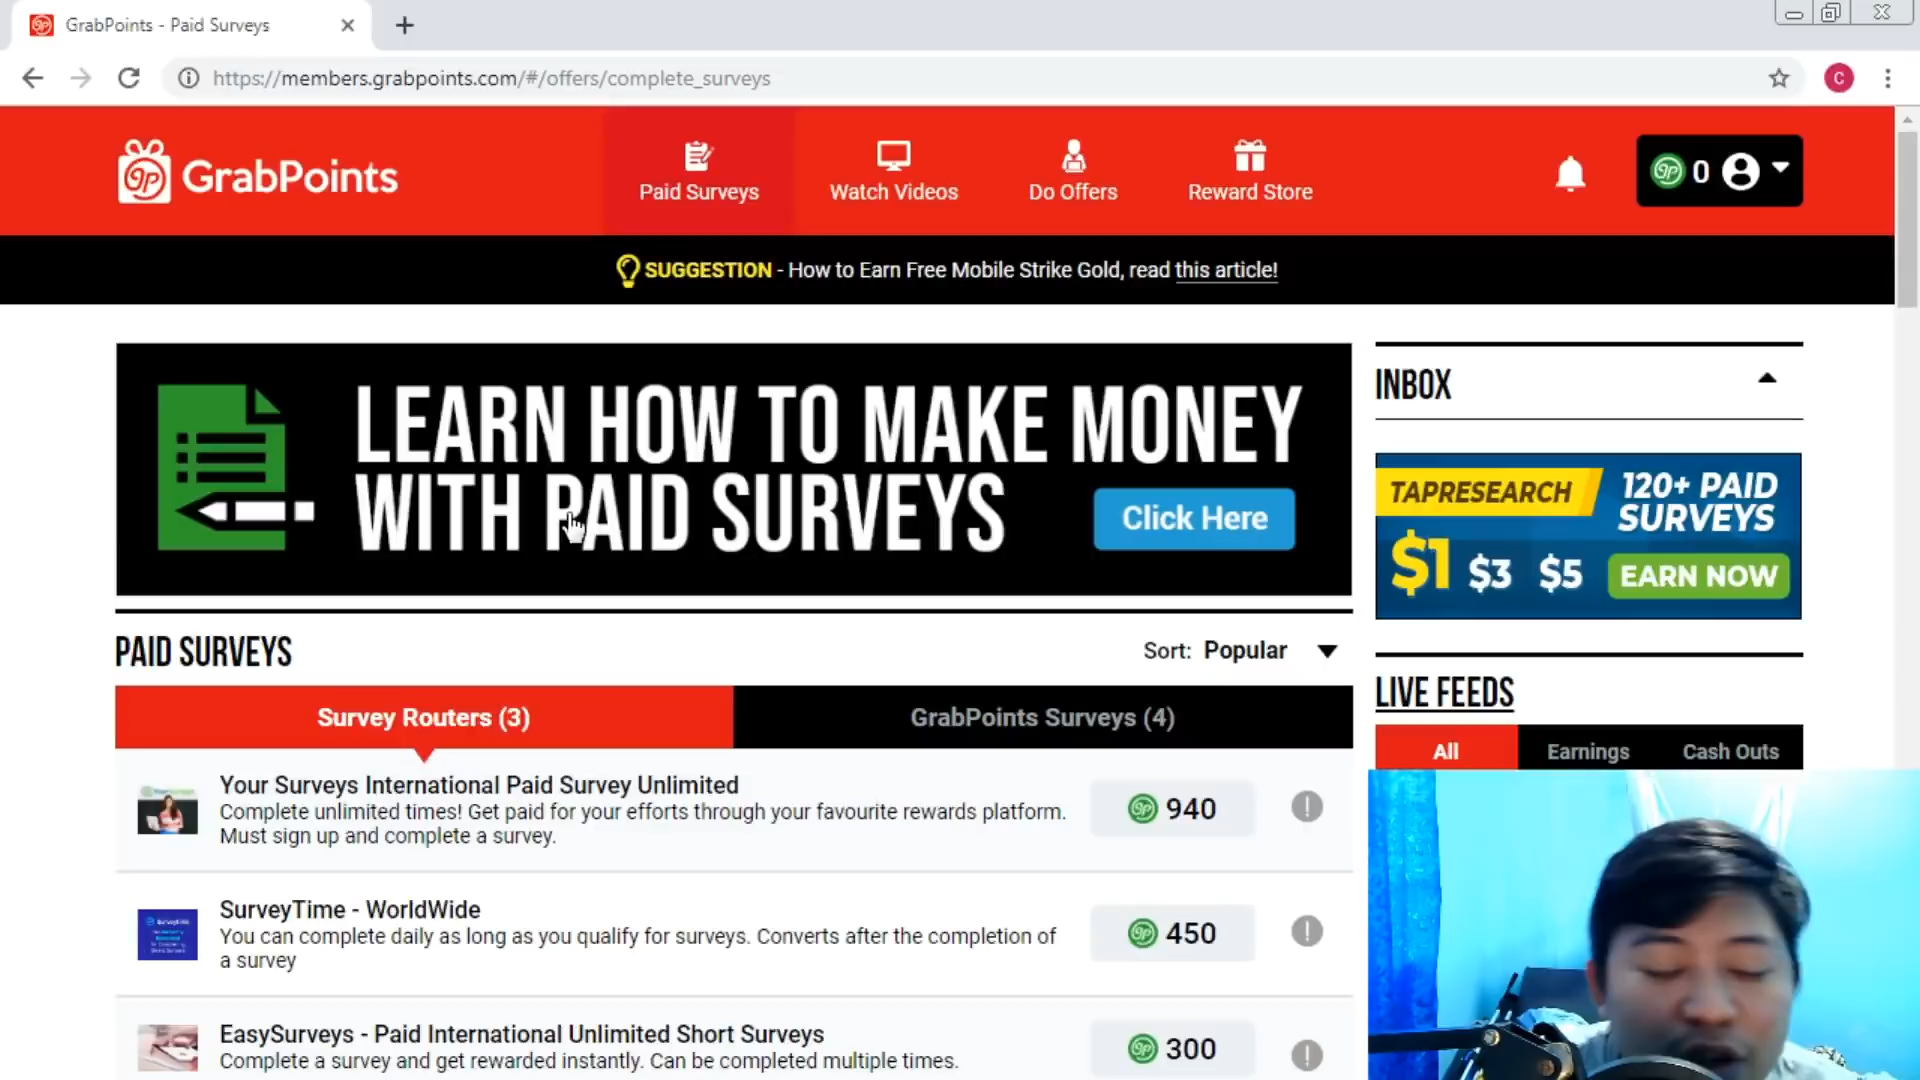 GrabPoints - Paid Surveys
https://members.grabpoints.com/#/offers/complete_surveys
C
gp GrabPoints
Paid Surveys
Watch Videos
Do Offers
Reward Store
gp 0
SUGGESTION - How to Earn Free Mobile Strike Gold, read this article!
LEARN HOW TO MAKE MONEY
WITH PAID SURVEYS
Click Here
INBOX
TAPRESEARCH
120+ PAID
SURVEYS
$1 $3 $5 EARN NOW
PAID SURVEYS
Sort: Popular
LIVE FEEDS
Survey Routers (3)
GrabPoints Surveys (4)
All
Earnings
Cash Outs
Your Surveys International Paid Survey Unlimited
Complete unlimited times! Get paid for your efforts through your favourite rewards platform.
Must sign up and complete a survey.
gp 940
SurveyTime - WorldWide
You can complete daily as long as you qualify for surveys. Converts after the completion of
a survey
gp 450
EasySurveys - Paid International Unlimited Short Surveys
Complete a survey and get rewarded instantly. Can be completed multiple times.
gp 300